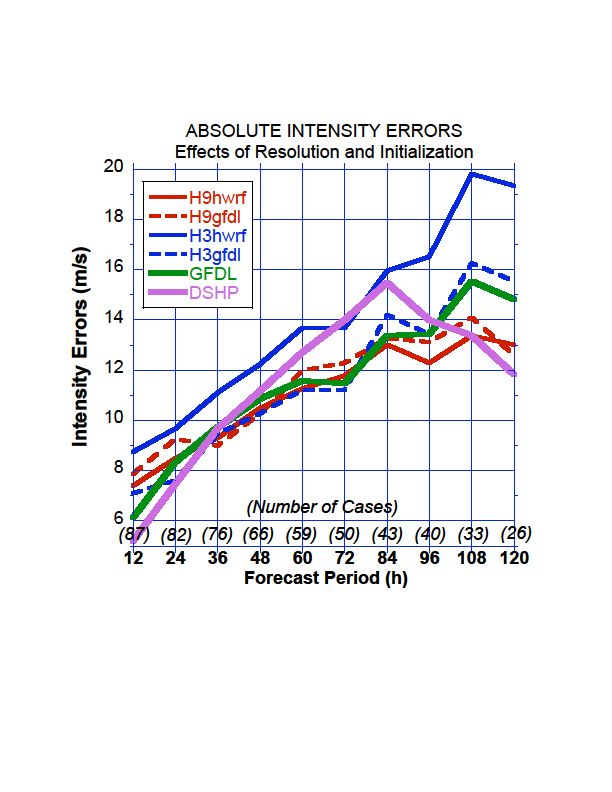 ABSOLUTE INTENSITY ERRORS
Effects of Resolution and Initialization
20
18
16
14
12
10
8
6
Intensity Errors (m/s)
H9hwrf
H9gfdl
H3hwrf
H3gfdl
GFDL
DSHP
(Number of Cases)
(87) (82) (76) (66) (59) (50) (43) (40) (33) (26)
12 24 36 48 60 72 84 96 108 120
Forecast Period (h)